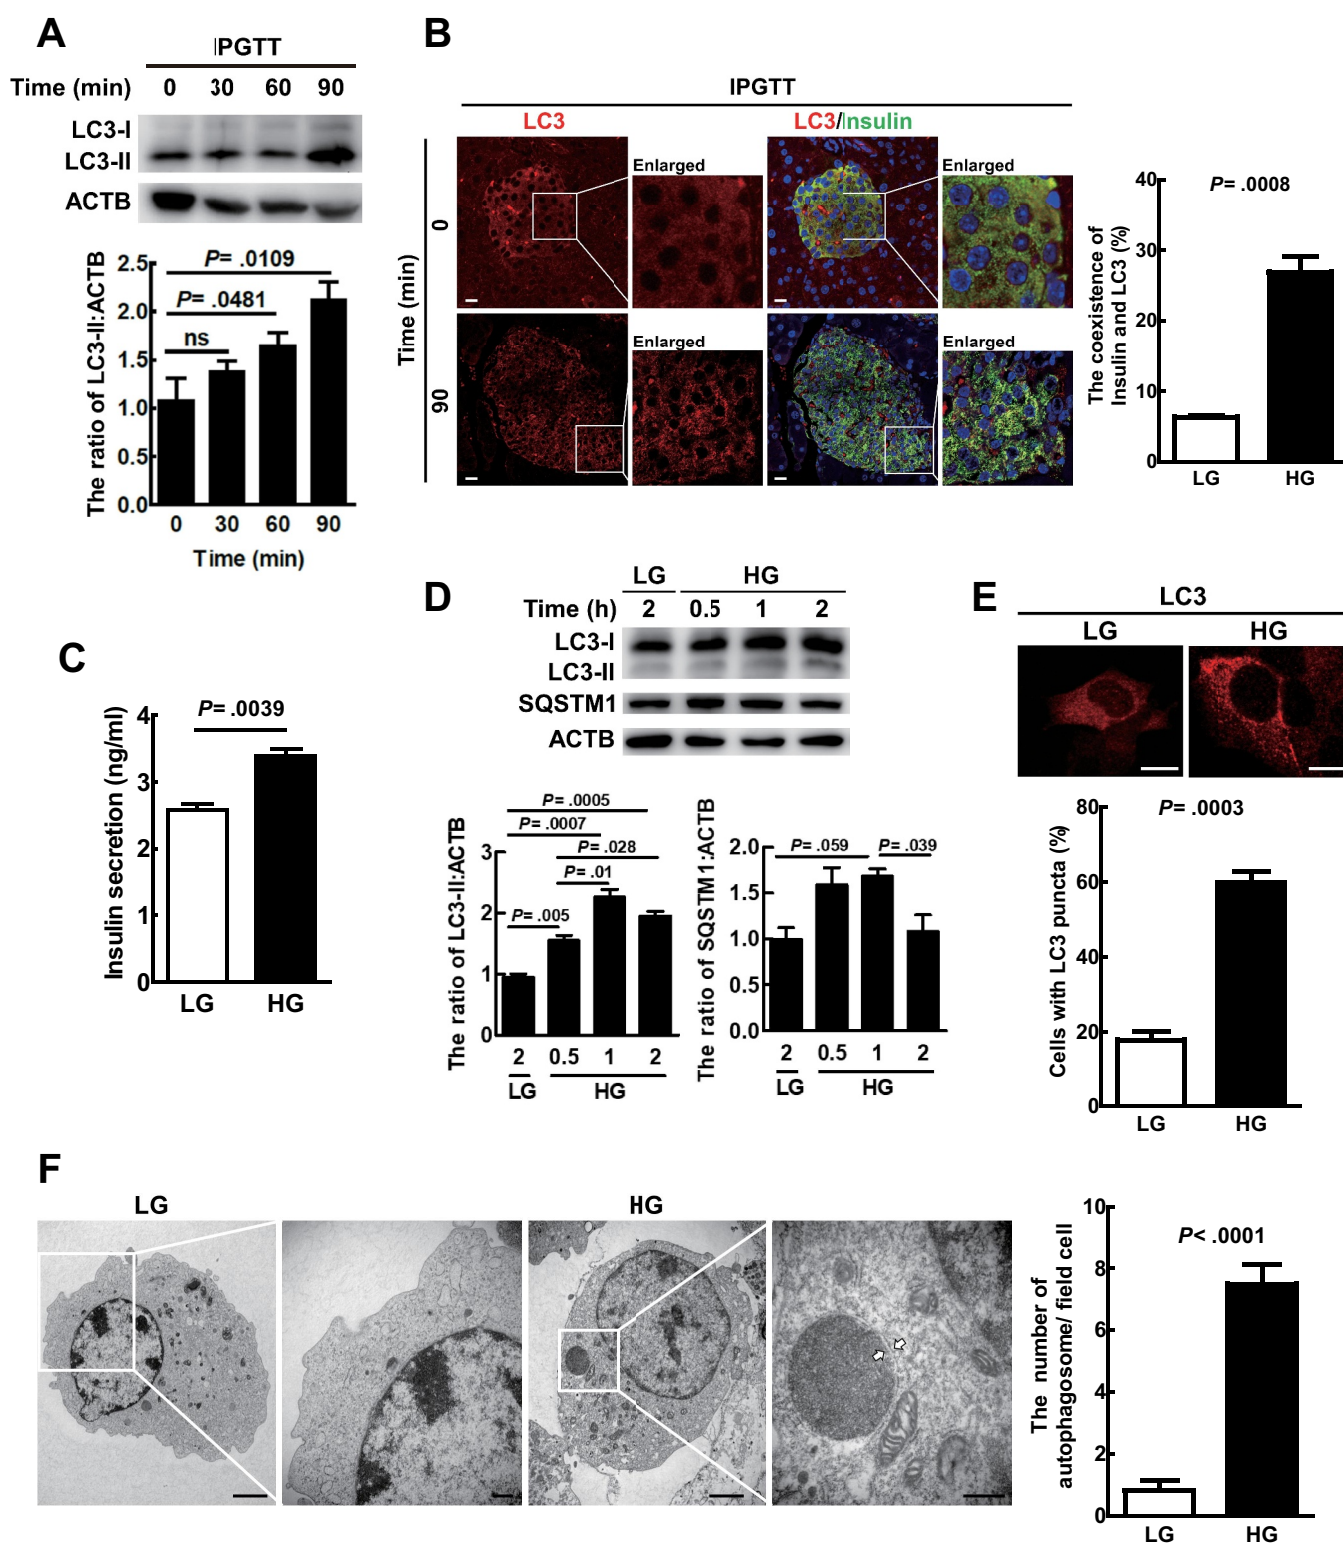 A
IPGTT
Time (min) 0 30 60 90
LC3-I
LC3-II
ACTB
The ratio of LC3-II:ACTB
2.5
2.0
1.5
1.0
0.5
0.0
P= .0109
P= .0481
ns
0 30 60 90
Time (min)
B
IPGTT
LC3
LC3/Insulin
Enlarged
Enlarged
Time (min)
0
90
Enlarged
Enlarged
The coexistence of
Insulin and LC3 (%)
40
30
20
10
0
P= .0008
LG HG
C
Insulin secretion (ng/ml)
4
3
2
1
0
P= .0039
LG HG
D
LG HG
Time (h) 2 0.5 1 2
LC3-I
LC3-II
SQSTM1
ACTB
The ratio of LC3-II:ACTB
3
2
1
0
P= .0005
P= .0007
P= .028
P= .01
P= .005
2 0.5 1 2
LG HG
The ratio of SQSTM1:ACTB
2.0
1.5
1.0
0.5
0.0
P= .059
P= .039
2 0.5 1 2
LG HG
E
LC3
LG HG
Cells with LC3 puncta (%)
80
60
40
20
0
P= .0003
LG HG
F
LG HG
The number of
autophagosome/ field cell
10
8
6
4
2
0
P< .0001
LG HG